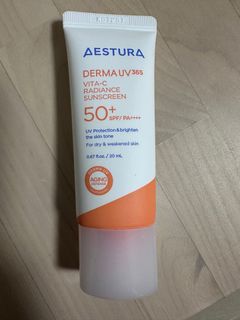 AESTURA
DERMA UV365
VITA-C
RADIANCE
SUNSCREEN
50+
SPF/ PA++++
UV Protection&brighten
the skin tone
For dry & weakened skin
0.67 fl.oz. / 20 mL
AGING